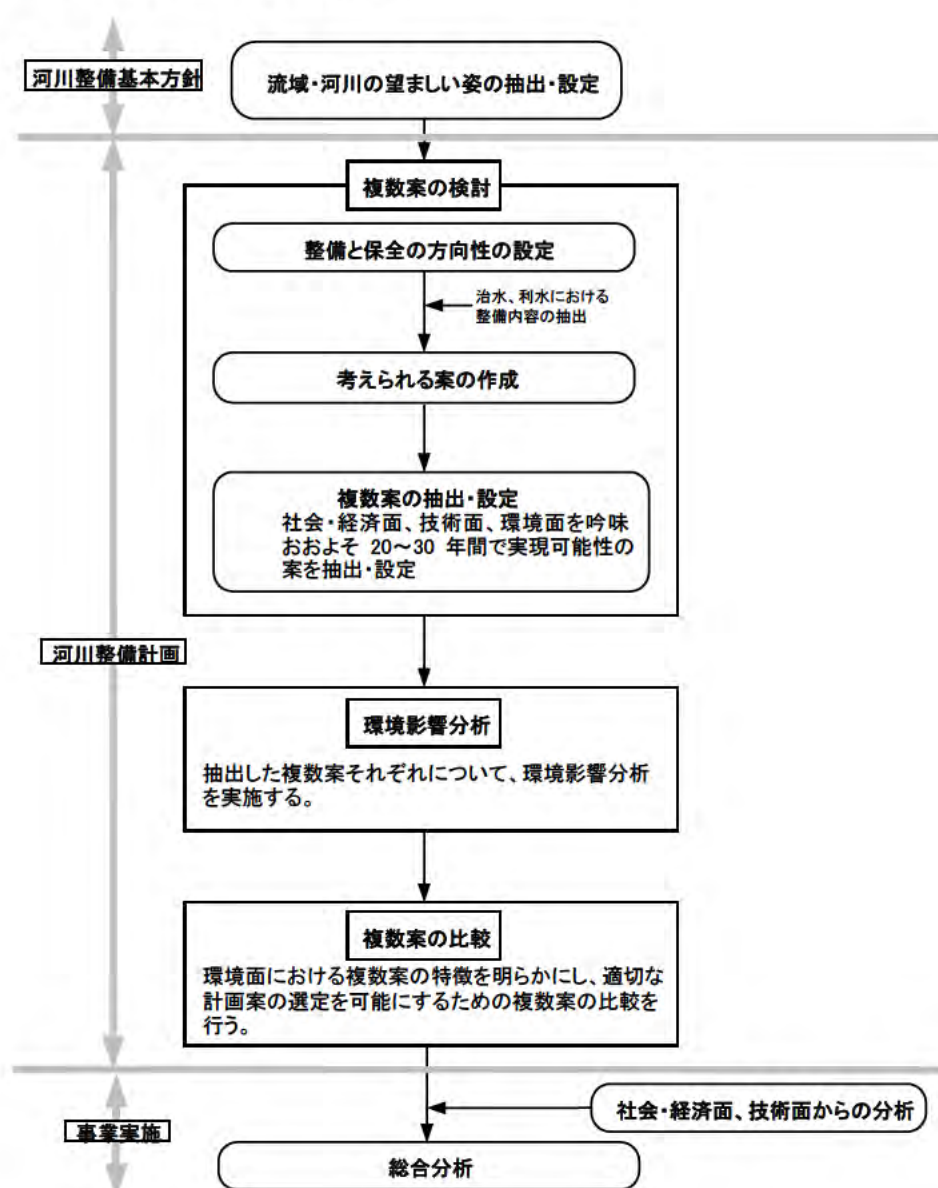 河川整備基本方針
流域・河川の望ましい姿の抽出・設定
複数案の検討
整備と保全の方向性の設定
治水、利水における
整備内容の抽出
考えられる案の作成
複数案の抽出・設定
社会・経済面、技術面、環境面を吟味
おおよそ 20～30 年間で実現可能性の
案を抽出・設定
河川整備計画
環境影響分析
抽出した複数案それぞれについて、環境影響分析
を実施する。
複数案の比較
環境面における複数案の特徴を明らかにし、適切な
計画案の選定を可能にするための複数案の比較を
行う。
社会・経済面、技術面からの分析
事業実施
総合分析